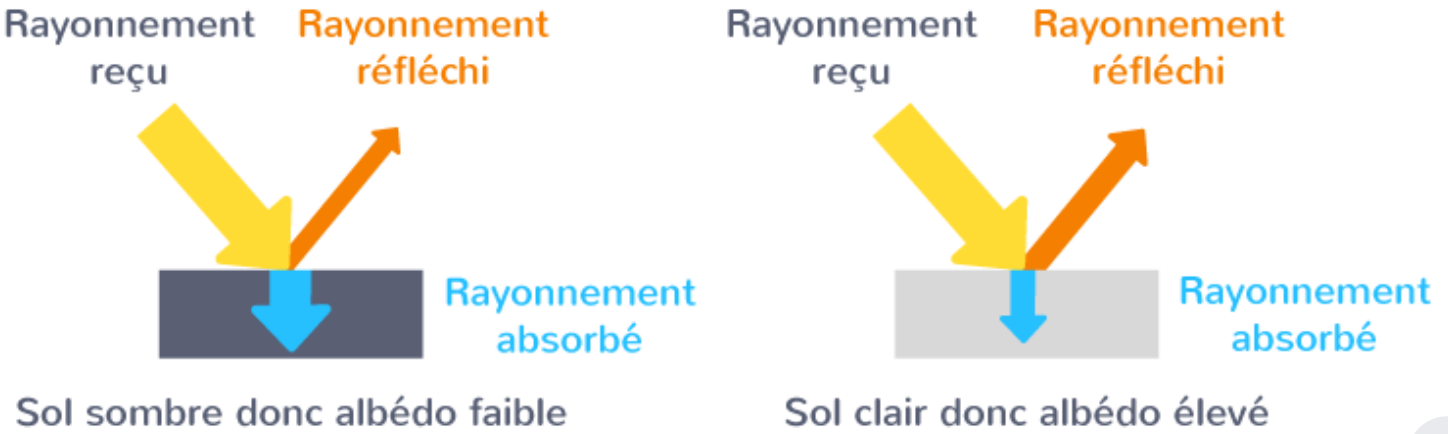 Rayonnement
reçu
Rayonnement
réfléchi
Rayonnement
absorbé
Sol sombre donc albédo faible
Rayonnement
reçu
Rayonnement
réfléchi
Rayonnement
absorbé
Sol clair donc albédo élevé